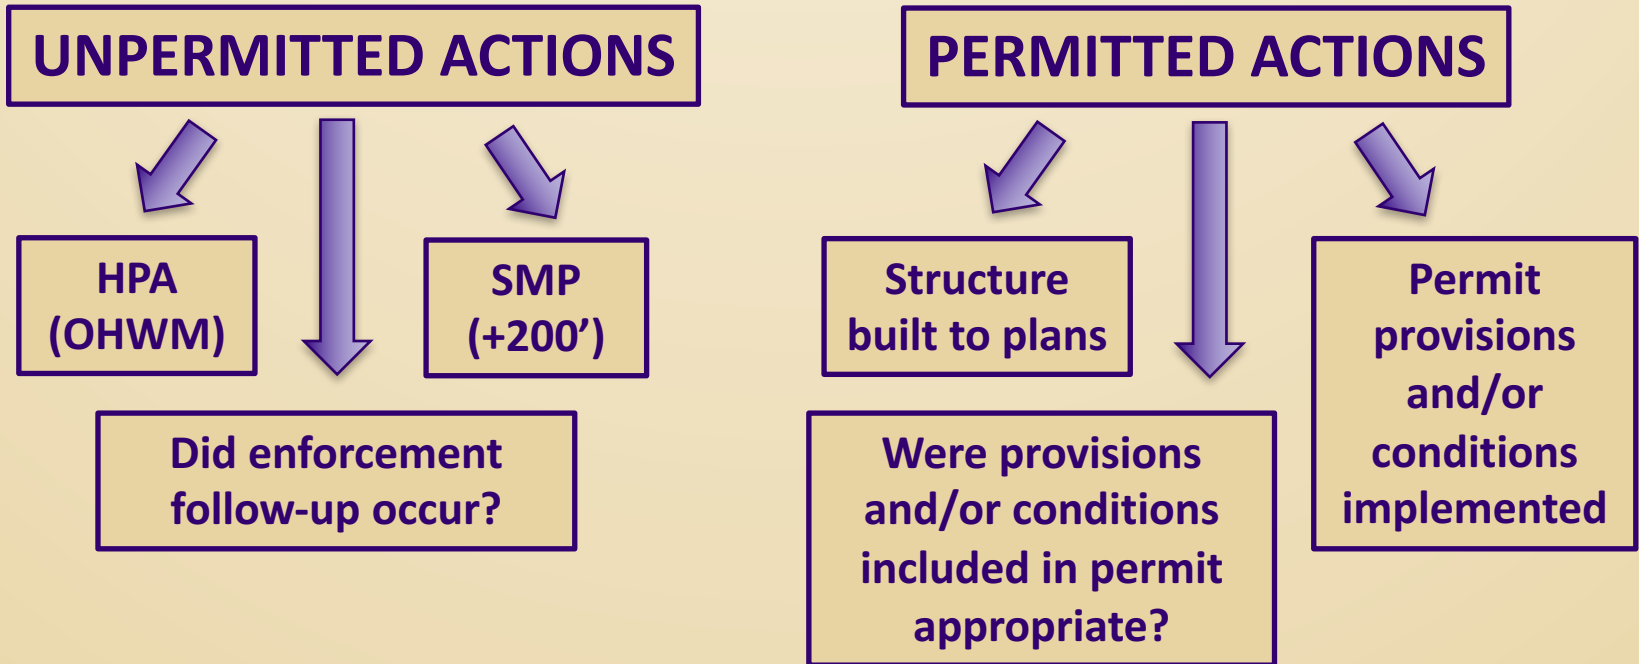 UNPERMITTED ACTIONS
HPA
(OHWM)
SMP
(+200’)
Did enforcement
follow-up occur?
PERMITTED ACTIONS
Structure
built to plans
Were provisions
and/or conditions
included in permit
appropriate?
Permit
provisions
and/or
conditions
implemented